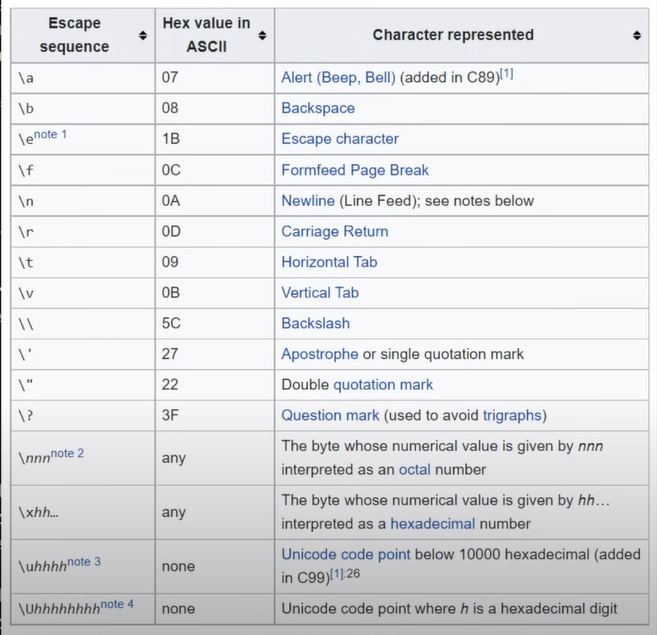 Escape sequence Hex value in ASCII Character represented
\a 07 Alert (Beep, Bell) (added in C89)[1]
\b 08 Backspace
\e note 1 1B Escape character
\f 0C Formfeed Page Break
\n 0A Newline (Line Feed); see notes below
\r 0D Carriage Return
\t 09 Horizontal Tab
\v 0B Vertical Tab
\\ 5C Backslash
\' 27 Apostrophe or single quotation mark
\" 22 Double quotation mark
\? 3F Question mark (used to avoid trigraphs)
\nnn note 2 any The byte whose numerical value is given by nnn
interpreted as an octal number
\xhh… any The byte whose numerical value is given by hh…
interpreted as a hexadecimal number
\uhhhh note 3 none Unicode code point below 10000 hexadecimal (added
in C99)[1]:26
\Uhhhhhhhh note 4 none Unicode code point where h is a hexadecimal digit